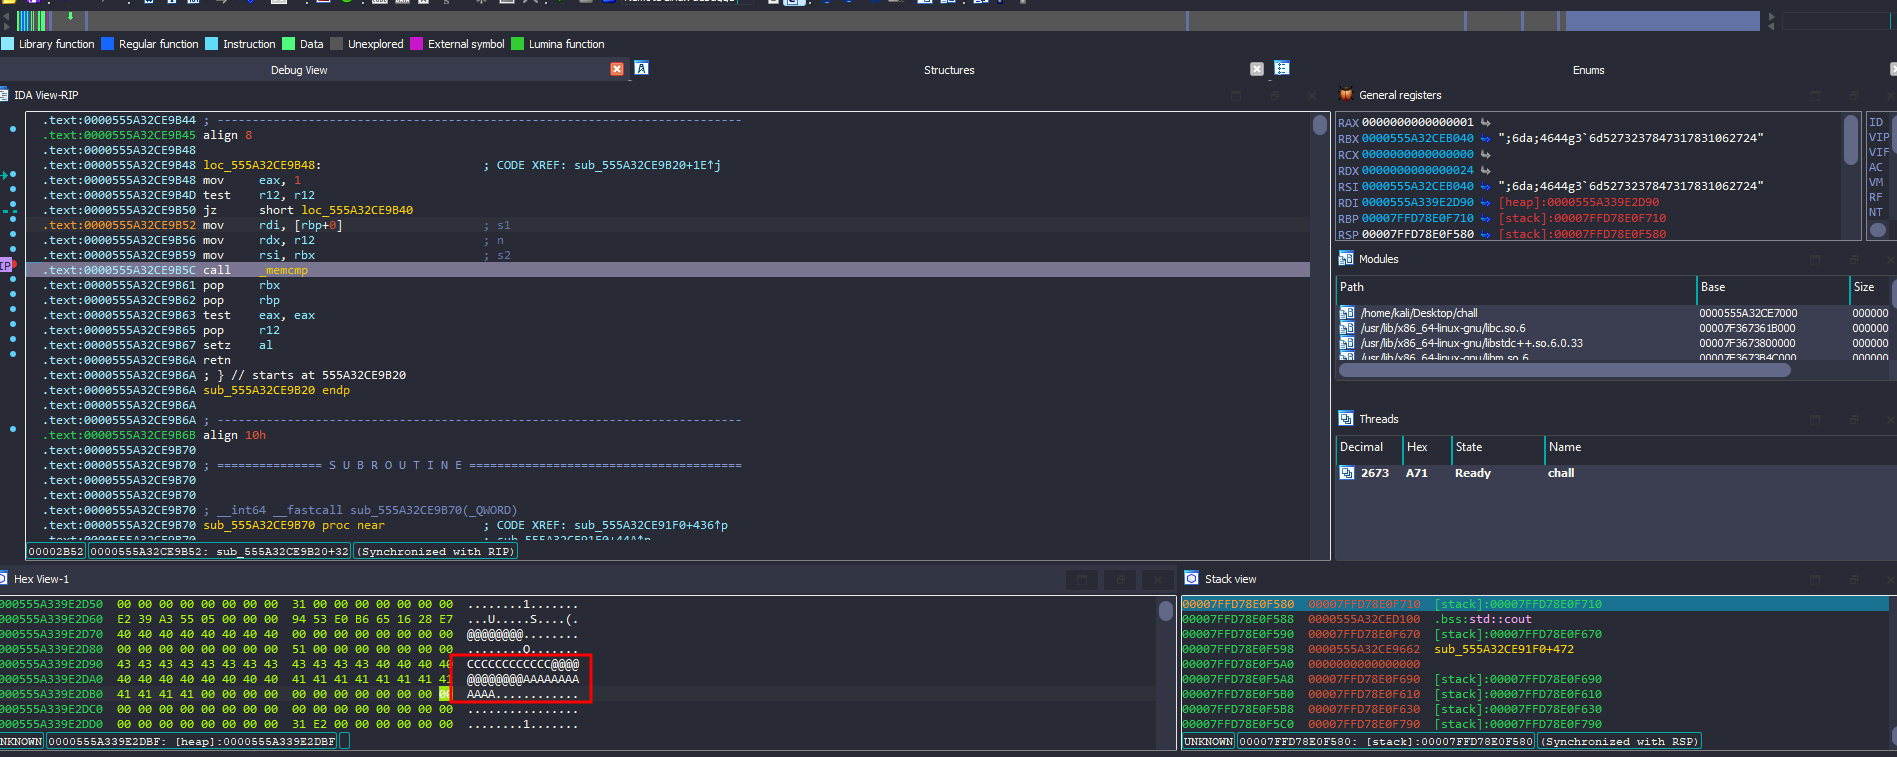 Library function Regular function Instruction Data Unexplored External symbol Lumina function
Debug View Structures Enums
IDA View-RIP
.text:0000555A32CE9B44 ; ---------------------------------------------------------------------------
.text:0000555A32CE9B45 align 8
.text:0000555A32CE9B48
.text:0000555A32CE9B48 loc_555A32CE9B48: ; CODE XREF: sub_555A32CE9B20+1E↑j
.text:0000555A32CE9B48 mov eax, 1
.text:0000555A32CE9B4D test r12, r12
.text:0000555A32CE9B50 jz short loc_555A32CE9B40
.text:0000555A32CE9B52 mov rdi, [rbp+0] ; s1
.text:0000555A32CE9B56 mov rdx, r12 ; n
.text:0000555A32CE9B59 mov rsi, rbx ; s2
.text:0000555A32CE9B5C call _memcmp
.text:0000555A32CE9B61 pop rbx
.text:0000555A32CE9B62 pop rbp
.text:0000555A32CE9B63 test eax, eax
.text:0000555A32CE9B65 pop r12
.text:0000555A32CE9B67 setz al
.text:0000555A32CE9B6A retn
.text:0000555A32CE9B6A ; } // starts at 555A32CE9B20
.text:0000555A32CE9B6A sub_555A32CE9B20 endp
.text:0000555A32CE9B6A
.text:0000555A32CE9B6A ; ---------------------------------------------------------------------------
.text:0000555A32CE9B6B align 10h
.text:0000555A32CE9B70
.text:0000555A32CE9B70 ; =============== S U B R O U T I N E =======================================
.text:0000555A32CE9B70
.text:0000555A32CE9B70
.text:0000555A32CE9B70 ; __int64 __fastcall sub_555A32CE9B70(_QWORD)
.text:0000555A32CE9B70 sub_555A32CE9B70 proc near ; CODE XREF: sub_555A32CE91F0+436↑p
00002B52 0000555A32CE9B52: sub_555A32CE9B20+32 (Synchronized with RIP)
General registers
RAX 0000000000000001
RBX 0000555A32CEB040 ";6da;4644g3`6d5273237847317831062724"
RCX 0000000000000000
RDX 0000000000000024
RSI 0000555A32CEB040 ";6da;4644g3`6d5273237847317831062724"
RDI 0000555A339E2D90 [heap]:0000555A339E2D90
RBP 00007FFD78E0F710 [stack]:00007FFD78E0F710
RSP 00007FFD78E0F580 [stack]:00007FFD78E0F580
ID
VIP
VIF
AC
VM
RF
NT
Modules
Path Base Size
/home/kali/Desktop/chall 0000555A32CE7000 000000
/usr/lib/x86_64-linux-gnu/libc.so.6 00007F367361B000 000000
/usr/lib/x86_64-linux-gnu/libstdc++.so.6.0.33 00007F3673800000 000000
/usr/lib/x86_64-linux-gnu/libm.so.6 00007F3673B4C000 000000
Threads
Decimal Hex State Name
2673 A71 Ready chall
Hex View-1
000555A339E2D50 00 00 00 00 00 00 00 00 31 00 00 00 00 00 00 00 ........1.......
000555A339E2D60 E2 39 A3 55 05 00 00 00 94 53 E0 B6 65 16 28 E7 ...U.....S....(.
000555A339E2D70 40 40 40 40 40 40 40 40 00 00 00 00 00 00 00 00 @@@@@@@@........
000555A339E2D80 00 00 00 00 00 00 00 00 51 00 00 00 00 00 00 00 ........Q.......
000555A339E2D90 43 43 43 43 43 43 43 43 43 43 43 43 40 40 40 40 CCCCCCCCCCCC@@@@
000555A339E2DA0 40 40 40 40 40 40 40 40 41 41 41 41 41 41 41 41 @@@@@@@@AAAAAAAA
000555A339E2DB0 41 41 41 41 00 00 00 00 00 00 00 00 00 00 00 00 AAAA............
000555A339E2DC0 00 00 00 00 00 00 00 00 00 00 00 00 00 00 00 00 ................
000555A339E2DD0 00 00 00 00 00 00 00 00 31 E2 00 00 00 00 00 00 ........1.......
NKNOWN 0000555A339E2DBF: [heap]:0000555A339E2DBF
Stack view
00007FFD78E0F580 00007FFD78E0F710 [stack]:00007FFD78E0F710
00007FFD78E0F588 0000555A32CED100 .bss:std::cout
00007FFD78E0F590 00007FFD78E0F670 [stack]:00007FFD78E0F670
00007FFD78E0F598 0000555A32CE9662 sub_555A32CE91F0+472
00007FFD78E0F5A0 0000000000000000
00007FFD78E0F5A8 00007FFD78E0F690 [stack]:00007FFD78E0F690
00007FFD78E0F5B0 00007FFD78E0F610 [stack]:00007FFD78E0F610
00007FFD78E0F5B8 00007FFD78E0F630 [stack]:00007FFD78E0F630
00007FFD78E0F5C0 00007FFD78E0F790 [stack]:00007FFD78E0F790
UNKNOWN 00007FFD78E0F580: [stack]:00007FFD78E0F580 (Synchronized with RSP)